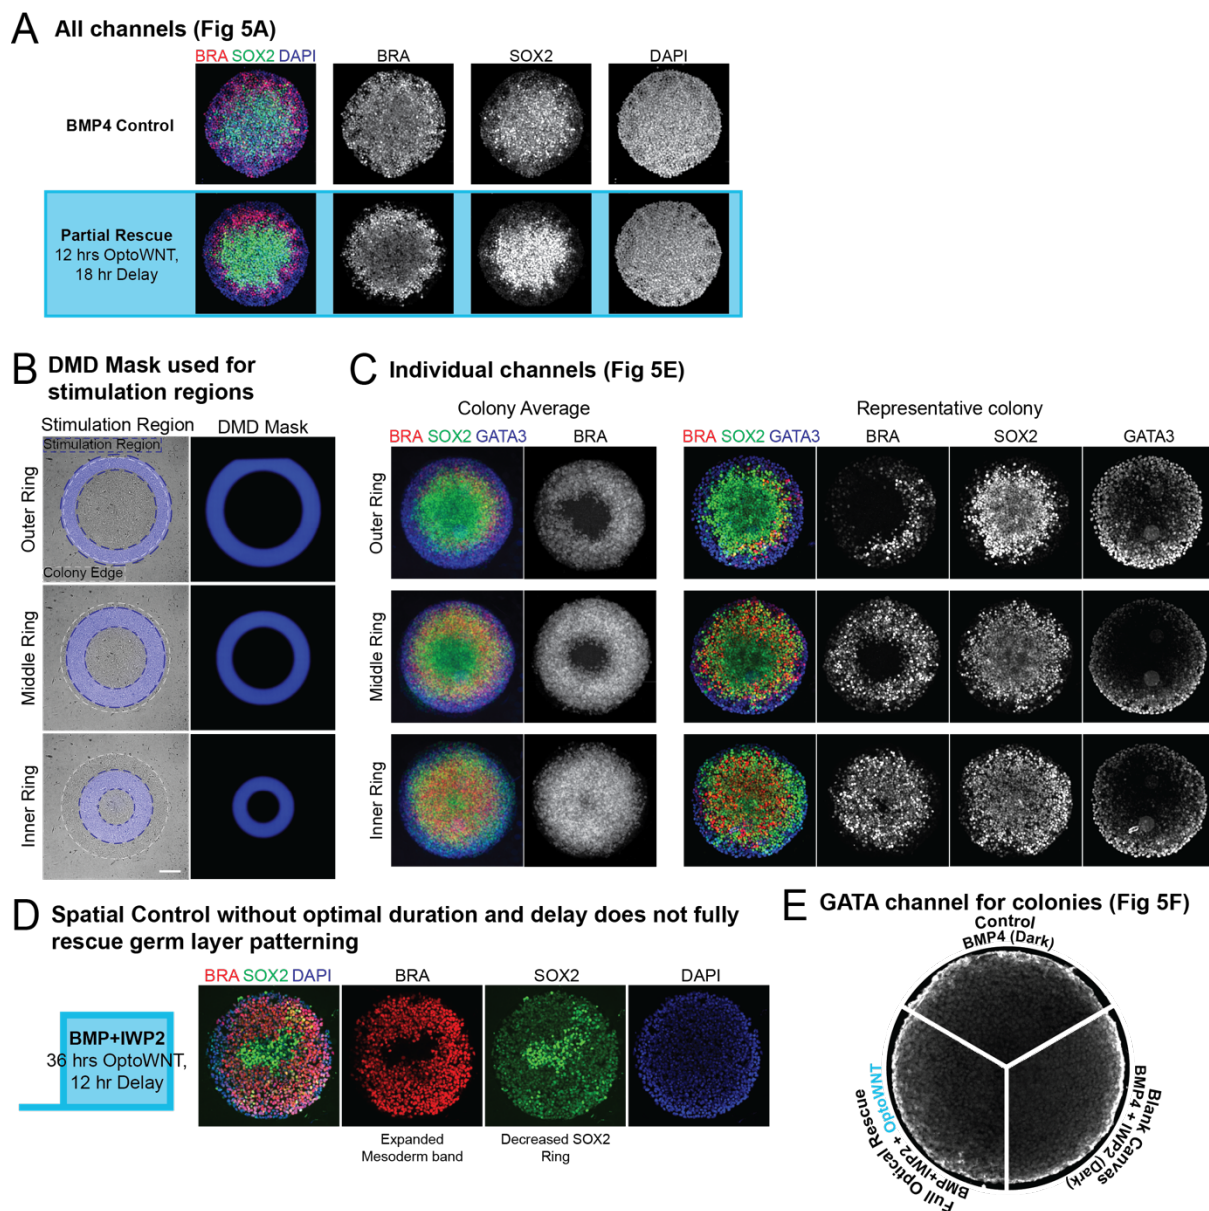 A All channels (Fig 5A)
BRA SOX2 DAPI BRA SOX2 DAPI
BMP4 Control
Partial Rescue
12 hrs OptoWNT,
18 hr Delay
B DMD Mask used for
stimulation regions
Stimulation Region DMD Mask
Stimulation Region
Outer Ring
Colony Edge
Middle Ring
Inner Ring
C Individual channels (Fig 5E)
Colony Average Representative colony
BRA SOX2 GATA3 BRA BRA SOX2 GATA3 BRA SOX2 GATA3
Outer Ring
Middle Ring
Inner Ring
D Spatial Control without optimal duration and delay does not fully
rescue germ layer patterning
BRA SOX2 DAPI BRA SOX2 DAPI
BMP+IWP2
36 hrs OptoWNT,
12 hr Delay
Expanded
Mesoderm band
Decreased SOX2
Ring
E GATA channel for colonies (Fig 5F)
Control
BMP4 (Dark)
Blank Canvas
BMP4 + IWP2 (Dark)
Full Optical Rescue
BMP+IWP2 + OptoWNT